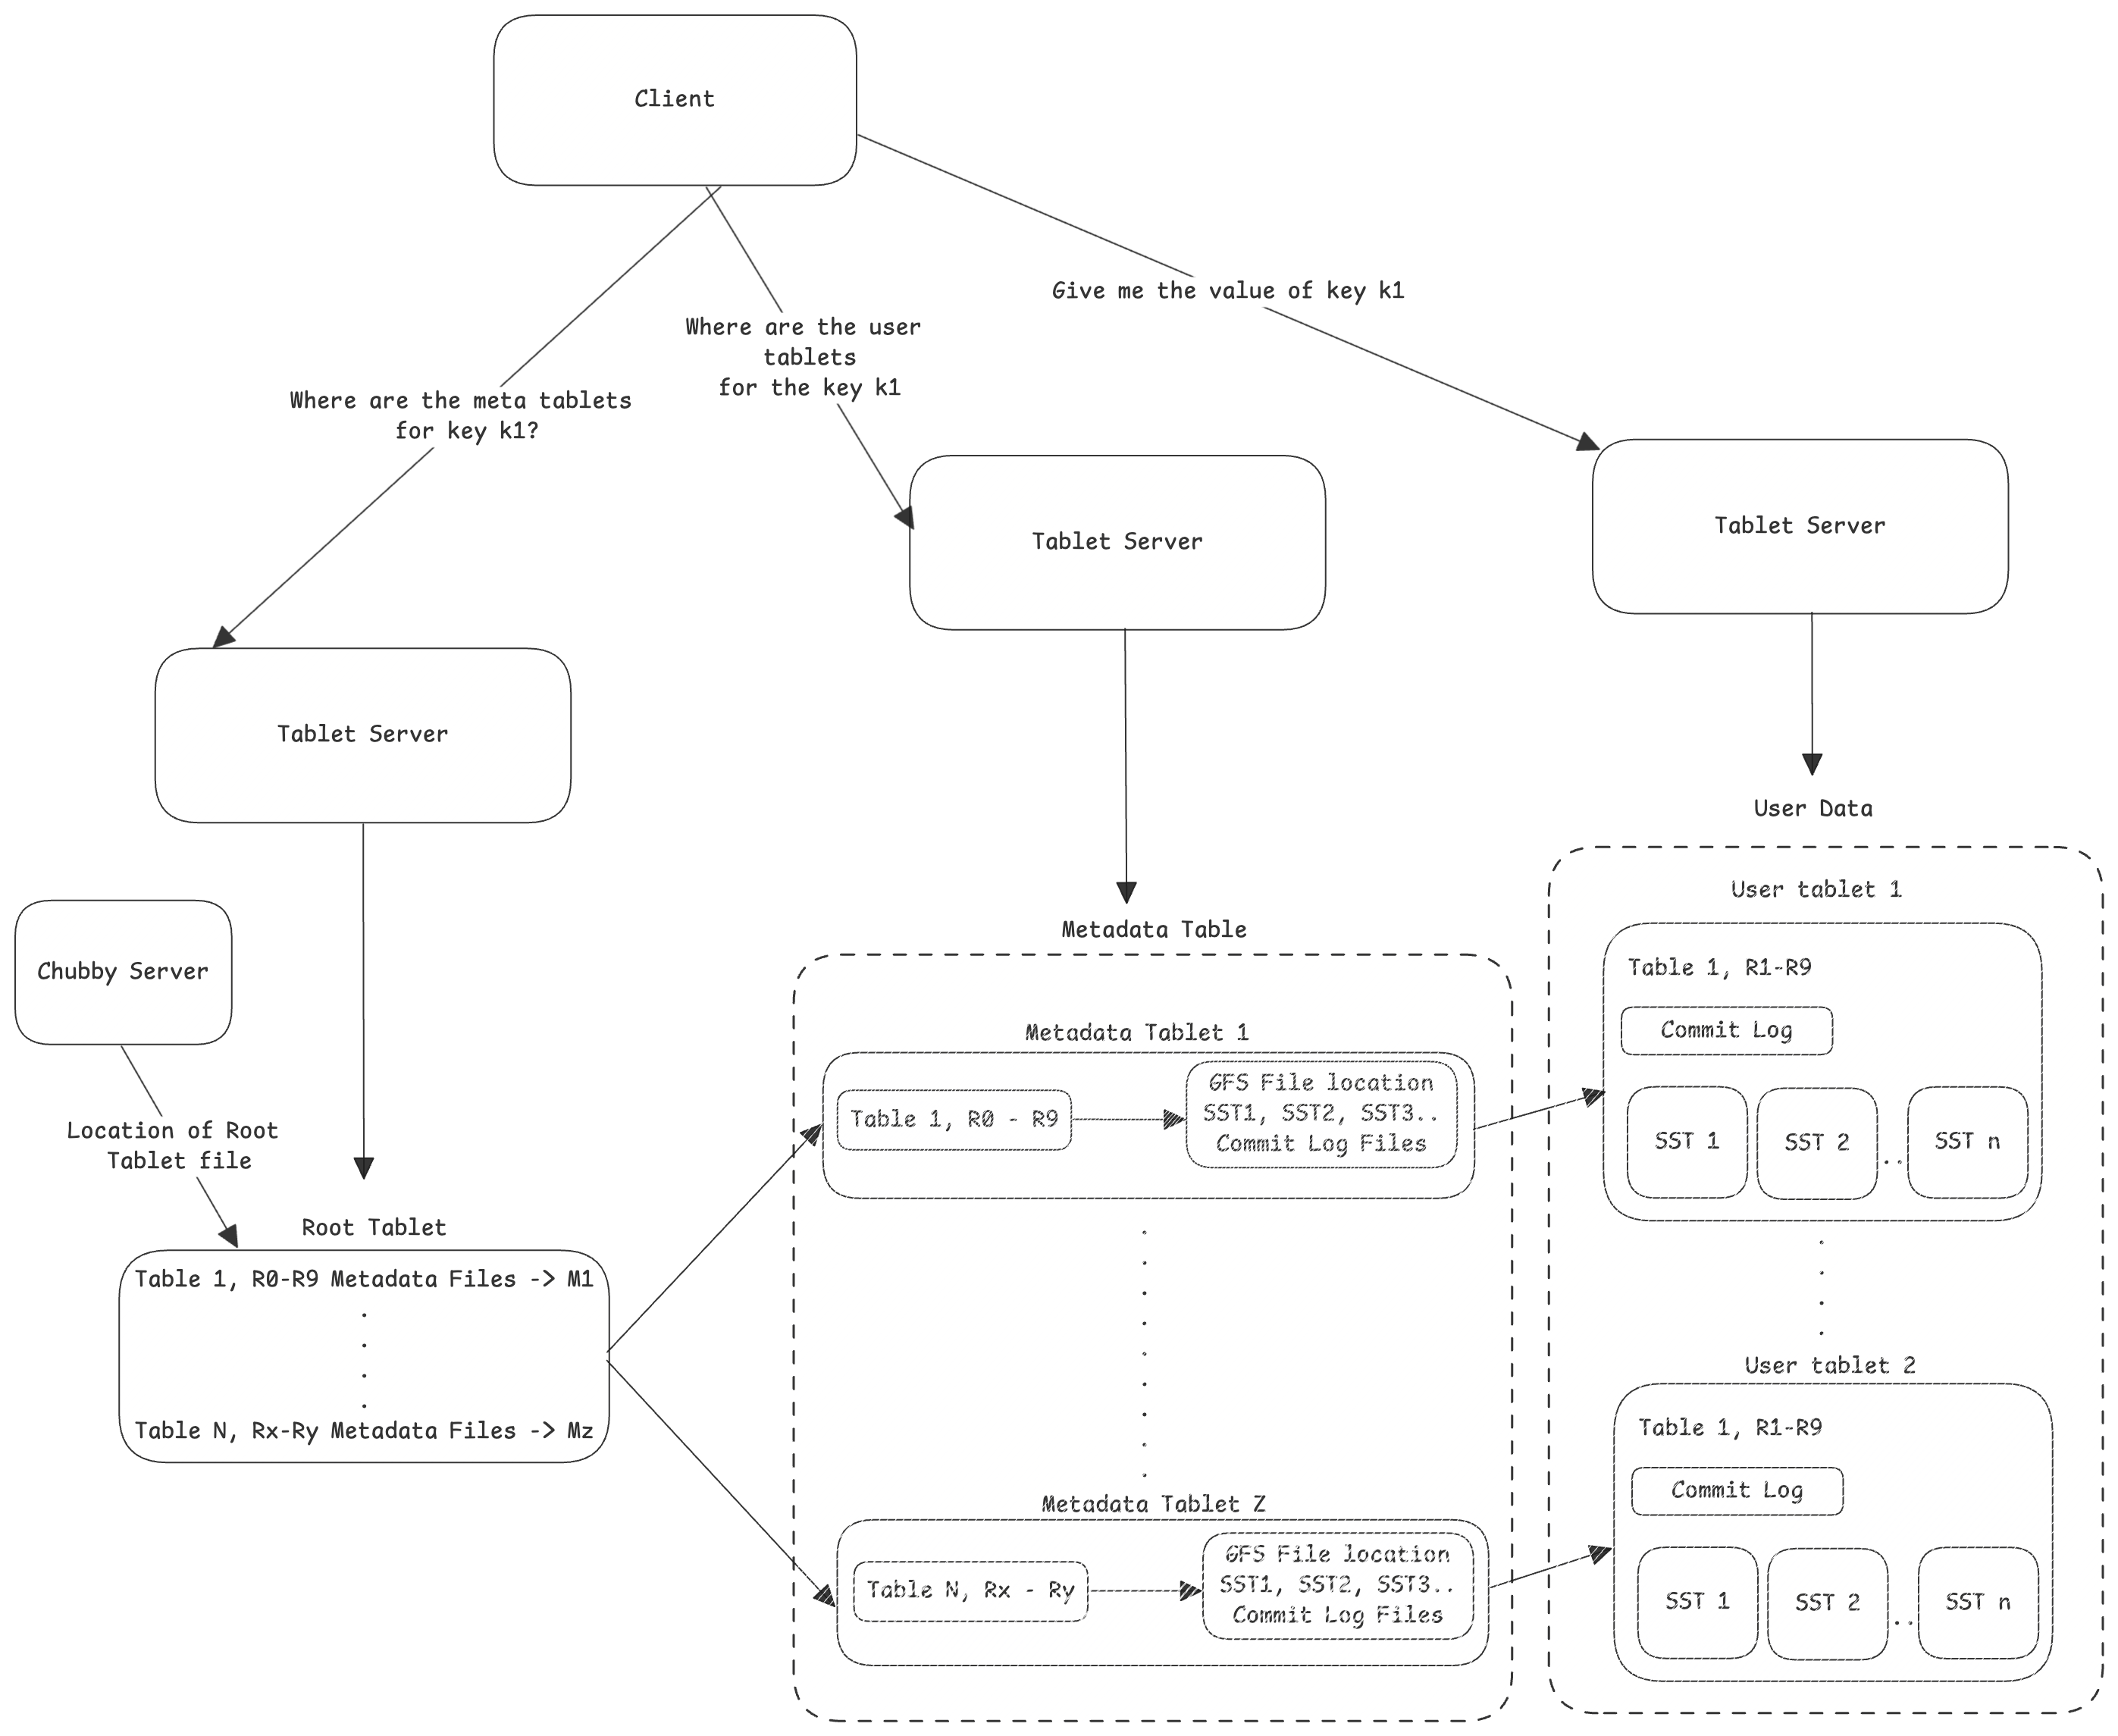 Client
Give me the value of key k1
Where are the user
tablets
for the key k1
Where are the meta tablets
for key k1?
Tablet Server
Tablet Server
Tablet Server
User Data
User tablet 1
Table 1, R1-R9
Commit Log
SST 1
SST 2
..
SST n
.
.
.
.
User tablet 2
Table 1, R1-R9
Commit Log
SST 1
SST 2
..
SST n
Metadata Table
Metadata Tablet 1
Table 1, R0 - R9
GFS File location
SST1, SST2, SST3..
Commit Log Files
.
.
.
.
.
.
.
.
.
Metadata Tablet Z
Table N, Rx - Ry
GFS File location
SST1, SST2, SST3..
Commit Log Files
Chubby Server
Location of Root
Tablet file
Root Tablet
Table 1, R0-R9 Metadata Files -> M1
.
.
.
.
Table N, Rx-Ry Metadata Files -> Mz